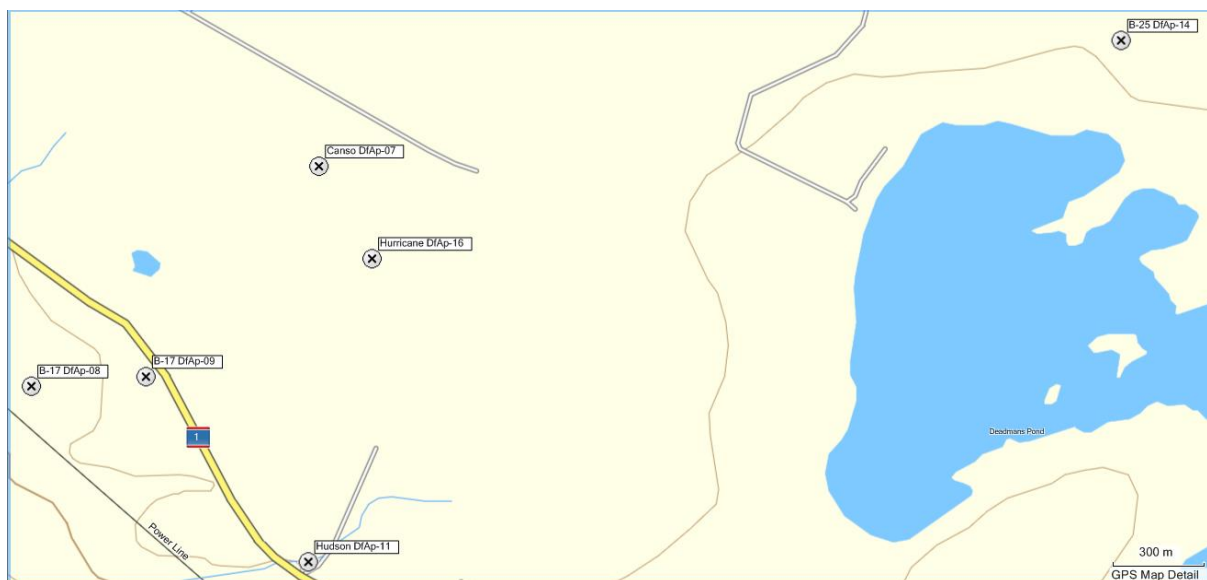 B-25 DfAp-14
Canso DfAp-07
Hurricane DfAp-16
B-17 DfAp-09
B-17 DfAp-08
1
Deadmans Pond
Power Line
Hudson DfAp-11
300 m
GPS Map Detail